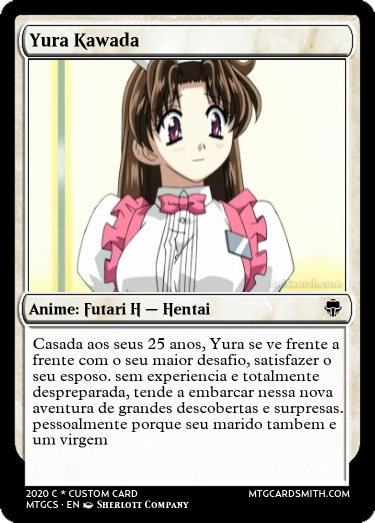 Yura Kawada
Anime: Futari H — Hentai
Casada aos seus 25 anos, Yura se ve frente a
frente com o seu maior desafio, satisfazer o
seu esposo. sem experiencia e totalmente
despreparada, tende a embarcar nessa nova
aventura de grandes descobertas e surpresas.
pessoalmente porque seu marido tambem e
um virgem
2020 C * CUSTOM CARD
MTGCARDSMITH.COM
MTGCS · EN SHERLOTT COMPANY